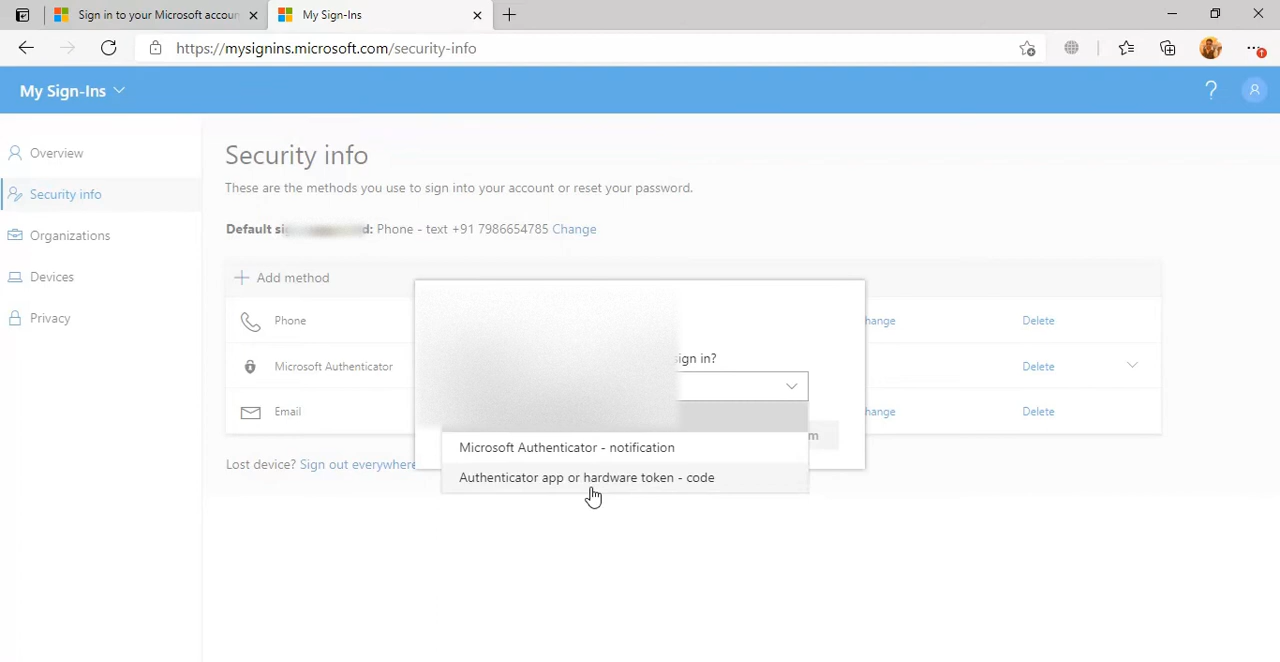 Sign in to your Microsoft accoun
My Sign-Ins
https://mysignins.microsoft.com/security-info
My Sign-Ins
?
Overview
Security info
Organizations
Devices
Privacy
Security info
These are the methods you use to sign into your account or reset your password.
Default d: Phone - text +91 7986654785 Change
Add method
Phone
hange
Delete
Microsoft Authenticator
Delete
Email
hange
Delete
Lost device? Sign out everywhere
sign in?
m
Microsoft Authenticator - notification
Authenticator app or hardware token - code